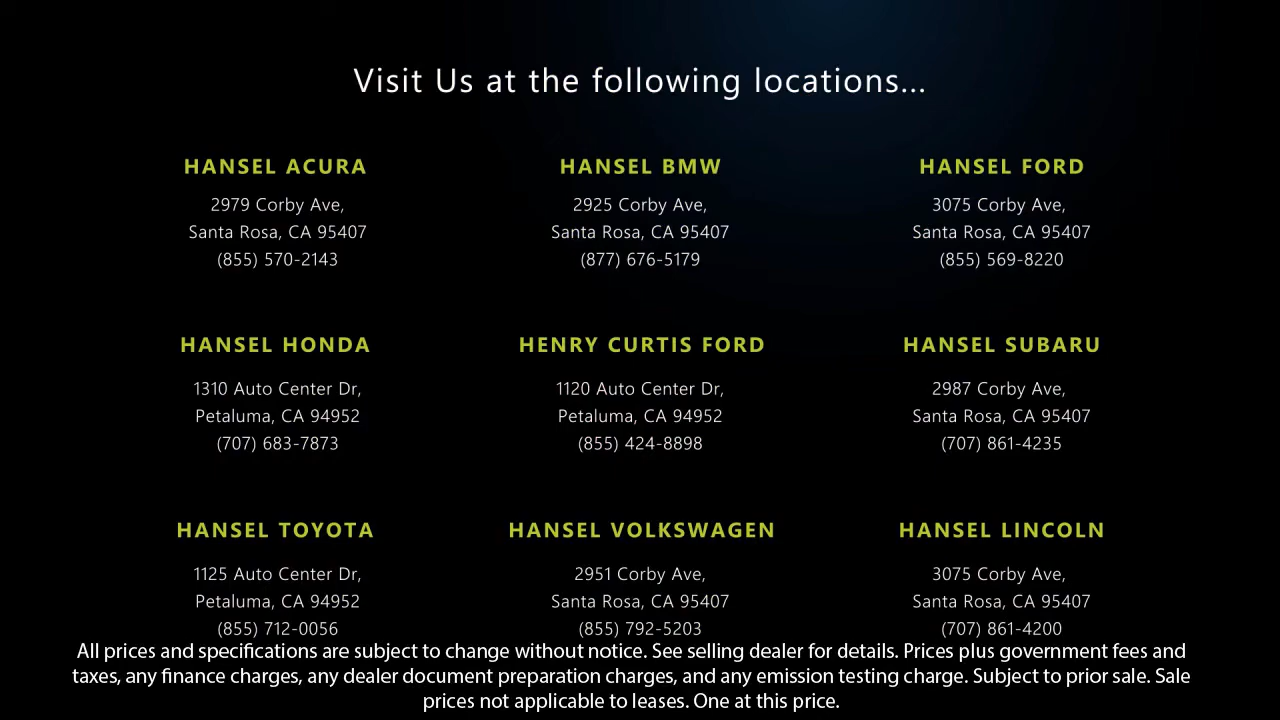 Visit Us at the following locations...
HANSEL ACURA
2979 Corby Ave,
Santa Rosa, CA 95407
(855) 570-2143
HANSEL BMW
2925 Corby Ave,
Santa Rosa, CA 95407
(877) 676-5179
HANSEL FORD
3075 Corby Ave,
Santa Rosa, CA 95407
(855) 569-8220
HANSEL HONDA
1310 Auto Center Dr,
Petaluma, CA 94952
(707) 683-7873
HENRY CURTIS FORD
1120 Auto Center Dr,
Petaluma, CA 94952
(855) 424-8898
HANSEL SUBARU
2987 Corby Ave,
Santa Rosa, CA 95407
(707) 861-4235
HANSEL TOYOTA
1125 Auto Center Dr,
Petaluma, CA 94952
(855) 712-0056
HANSEL VOLKSWAGEN
2951 Corby Ave,
Santa Rosa, CA 95407
(855) 792-5203
HANSEL LINCOLN
3075 Corby Ave,
Santa Rosa, CA 95407
(707) 861-4200
All prices and specifications are subject to change without notice. See selling dealer for details. Prices plus government fees and
taxes, any finance charges, any dealer document preparation charges, and any emission testing charge. Subject to prior sale. Sale
prices not applicable to leases. One at this price.